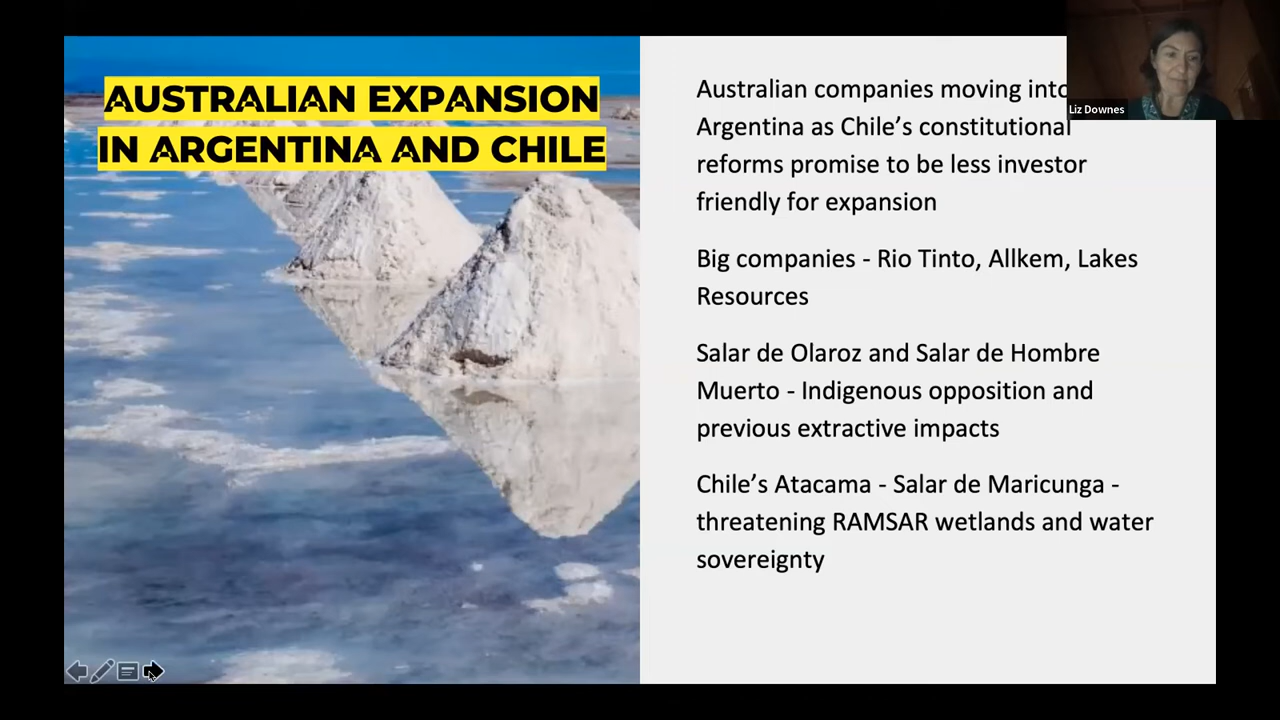 AUSTRALIAN EXPANSION
IN ARGENTINA AND CHILE
Australian companies moving into
Argentina as Chile's constitutional
reforms promise to be less investor
friendly for expansion
Big companies - Rio Tinto, Allkem, Lakes
Resources
Salar de Olaroz and Salar de Hombre
Muerto - Indigenous opposition and
previous extractive impacts
Chile's Atacama - Salar de Maricunga -
threatening RAMSAR wetlands and water
sovereignty
Liz Downes